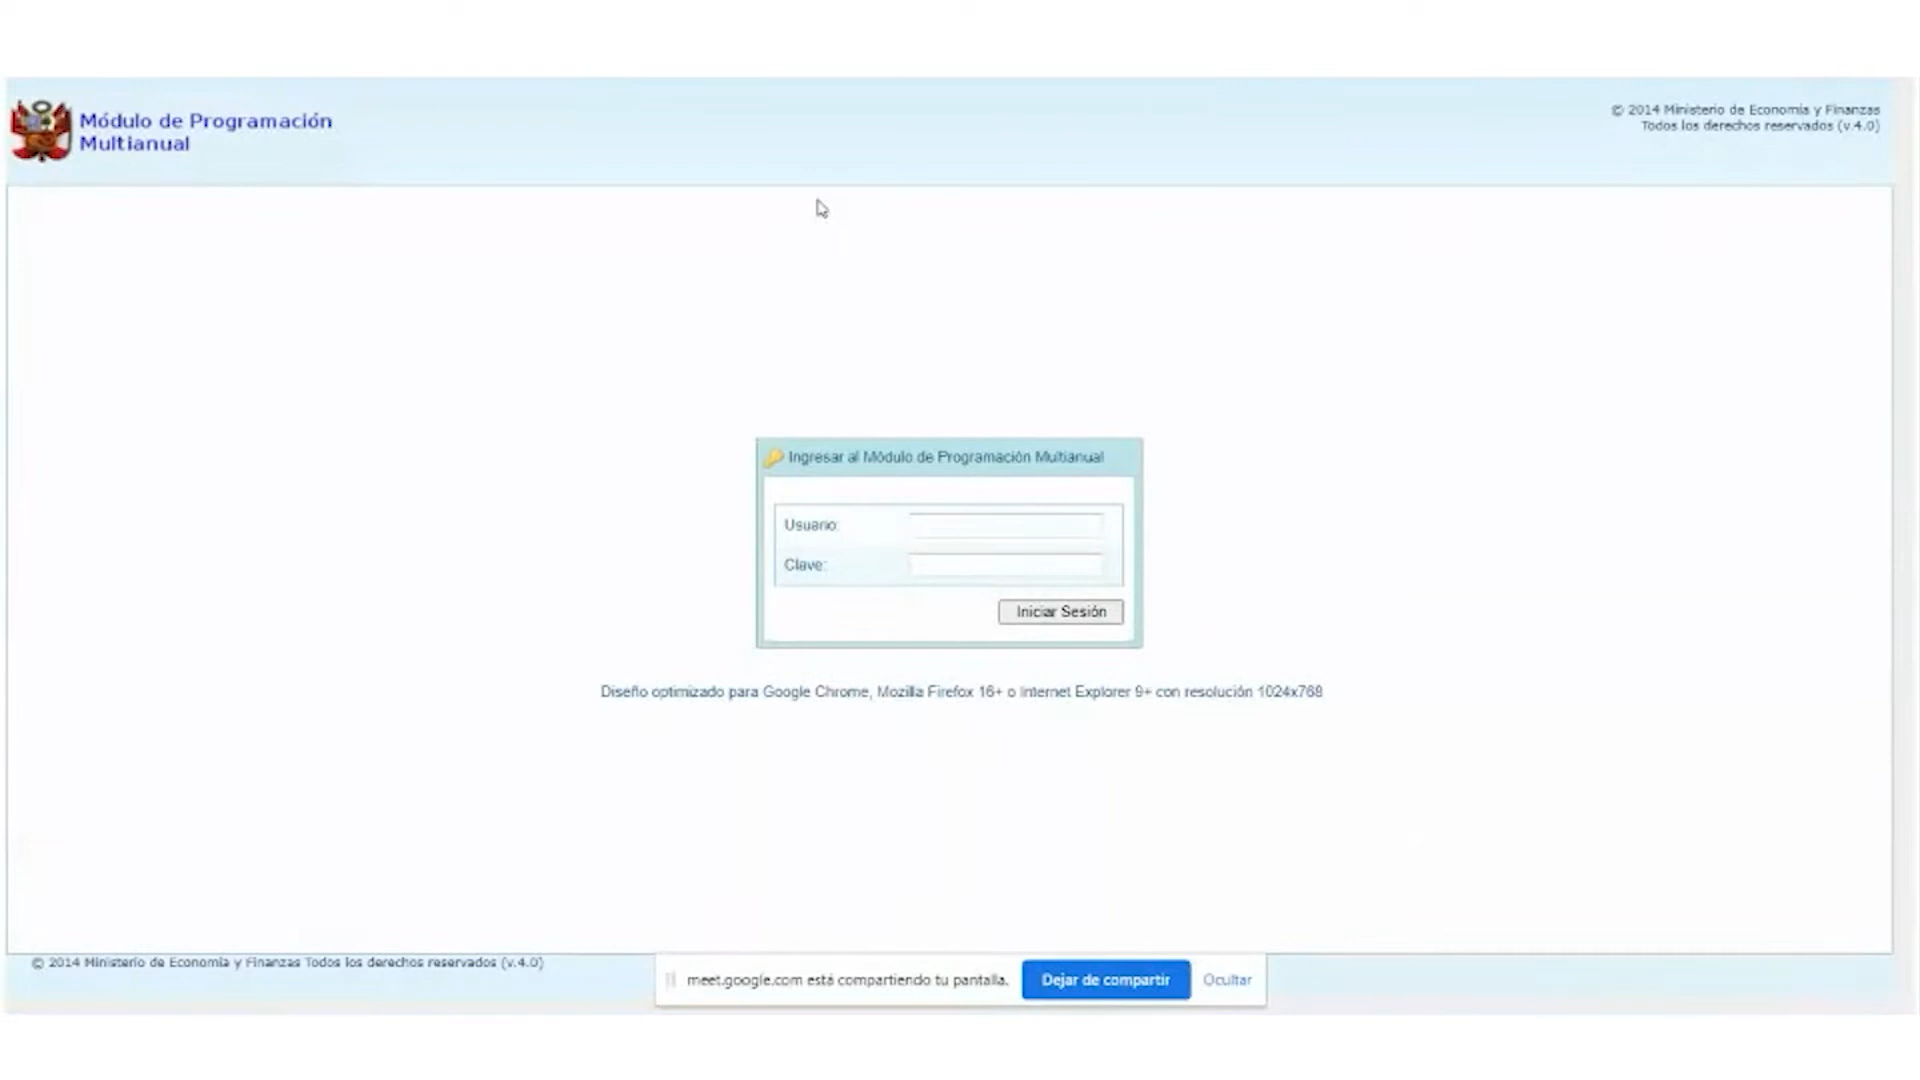 Módulo de Programación
Multianual
© 2014 Ministerio de Economía y Finanzas
Todos los derechos reservados (v.4.0)
Ingresar al Módulo de Programación Multianual
Usuario:
Clave:
Iniciar Sesión
Diseño optimizado para Google Chrome, Mozilla Firefox 16+ o Internet Explorer 9+ con resolución 1024x768
© 2014 Ministerio de Economía y Finanzas Todos los derechos reservados (v.4.0)
meet.google.com está compartiendo tu pantalla.
Dejar de compartir
Ocultar